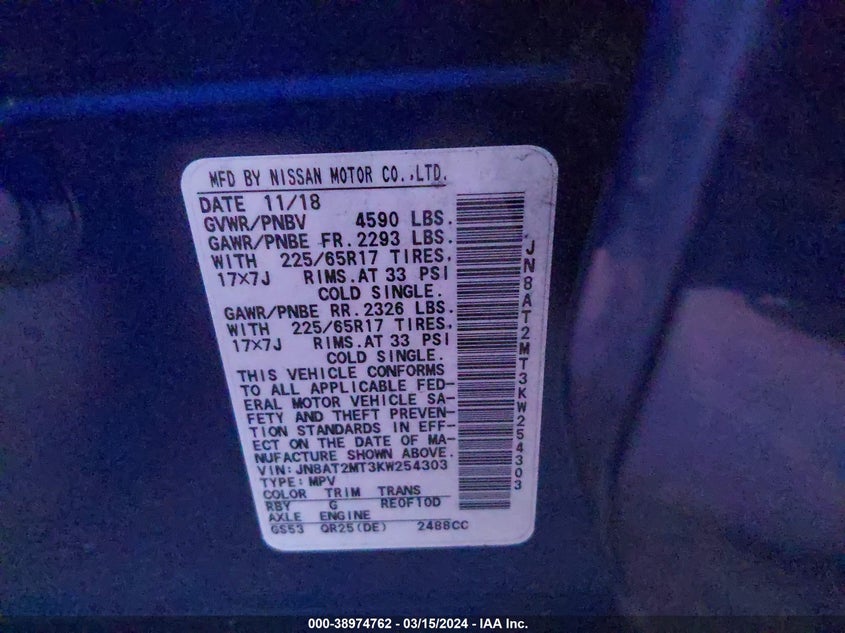 MFD BY NISSAN MOTOR CO.,LTD.
DATE 11/18
GVWR/PNBV 4590 LBS.
GAWR/PNBE FR. 2293 LBS.
WITH 225/65R17 TIRES,
17X7J RIMS.AT 33 PSI
COLD SINGLE.
GAWR/PNBE RR. 2326 LBS.
WITH 225/65R17 TIRES,
17X7J RIMS.AT 33 PSI
COLD SINGLE.
THIS VEHICLE CONFORMS
TO ALL APPLICABLE FED-
ERAL MOTOR VEHICLE SA-
FETY AND THEFT PREVEN-
TION STANDARDS IN EFF-
ECT ON THE DATE OF MA-
NUFACTURE SHOWN ABOVE.
VIN:JN8AT2MT3KW254303
TYPE:MPV
COLOR TRIM TRANS
RBY G RE0F10D
AXLE ENGINE
GS53 QR25(DE) 2488CC
JN8AT2MT3KW254303
000-38974762 - 03/15/2024 - IAA Inc.